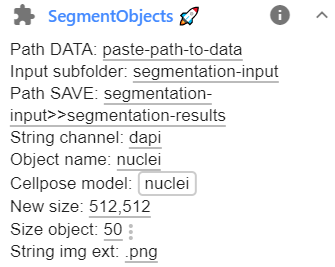 SegmentObjects 🚀
Path DATA: paste-path-to-data
Input subfolder: segmentation-input
Path SAVE: segmentation-
input>>segmentation-results
String channel: dapi
Object name: nuclei
Cellpose model: nuclei
New size: 512,512
Size object: 50
String img ext: .png